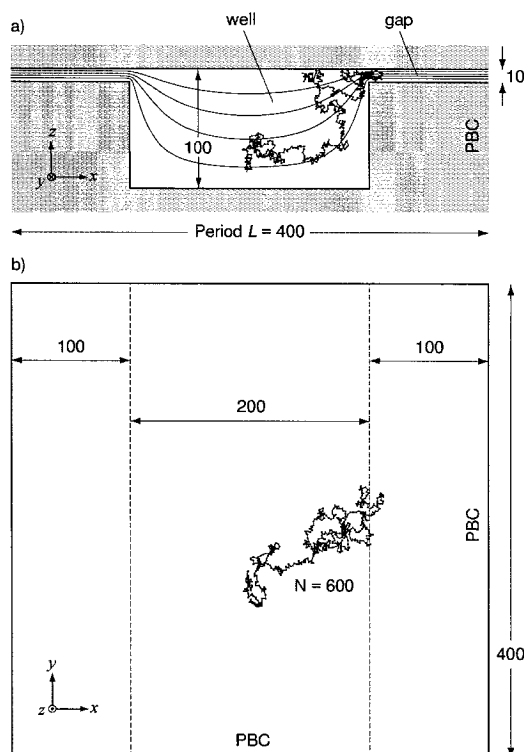 a)
well
gap
10
100
PBC
z
y
x
Period L = 400
b)
100
100
200
PBC
N = 600
400
y
z
x
PBC